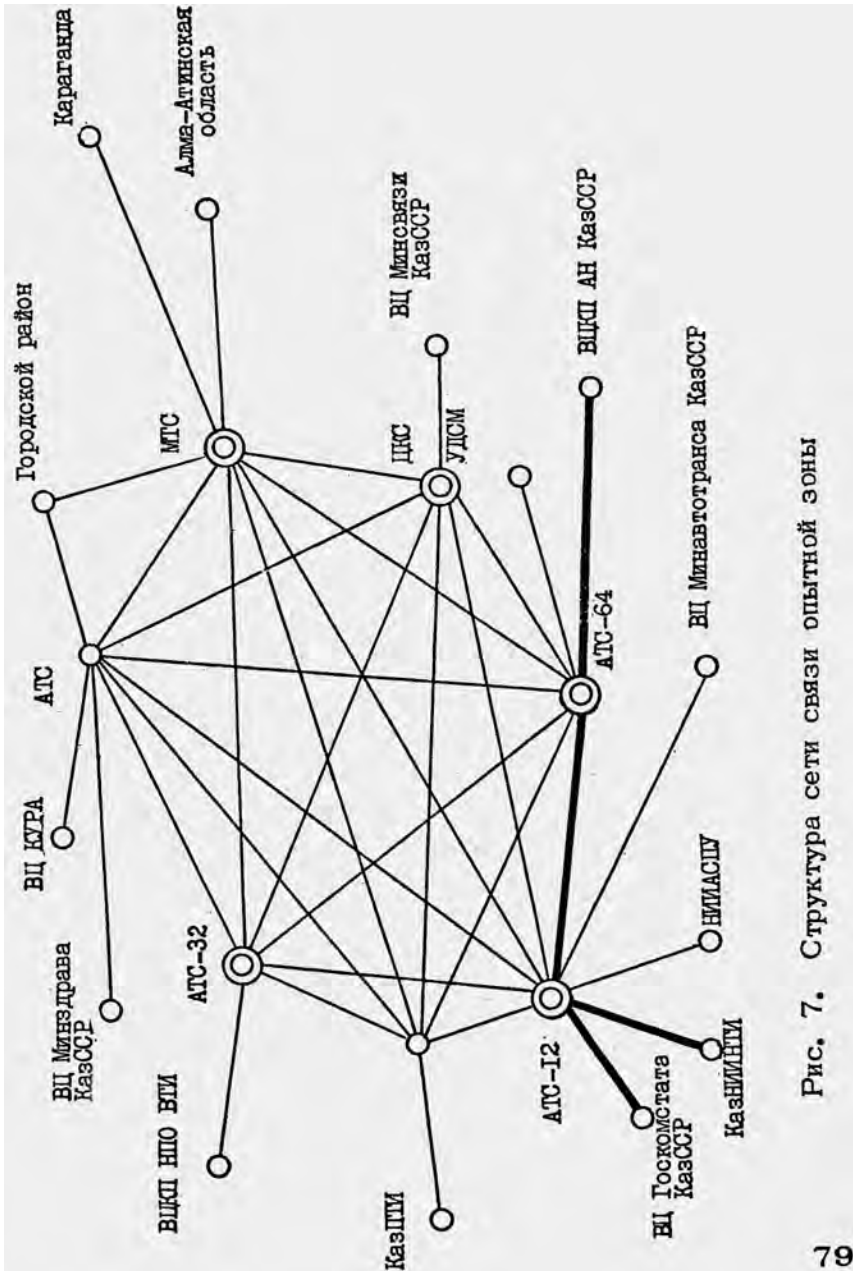 Караганда
Алма-Атинская
область
Городской район
МТС
ВЦ Минсвязи
КазССР
ЦКС
УДСМ
ВЦКП АН КазССР
АТС
ВЦ КУРА
АТС-64
ВЦ Минавтотранса КазССР
ВЦ Минздрава
КазССР
АТС-32
ВЦКП НПО ВТИ
НИИАСПУ
АТС-I2
КазНИИНТИ
ВЦ Госкомстата
КазССР
КазПТИ
Рис. 7. Структура сети связи опытной зоны
79